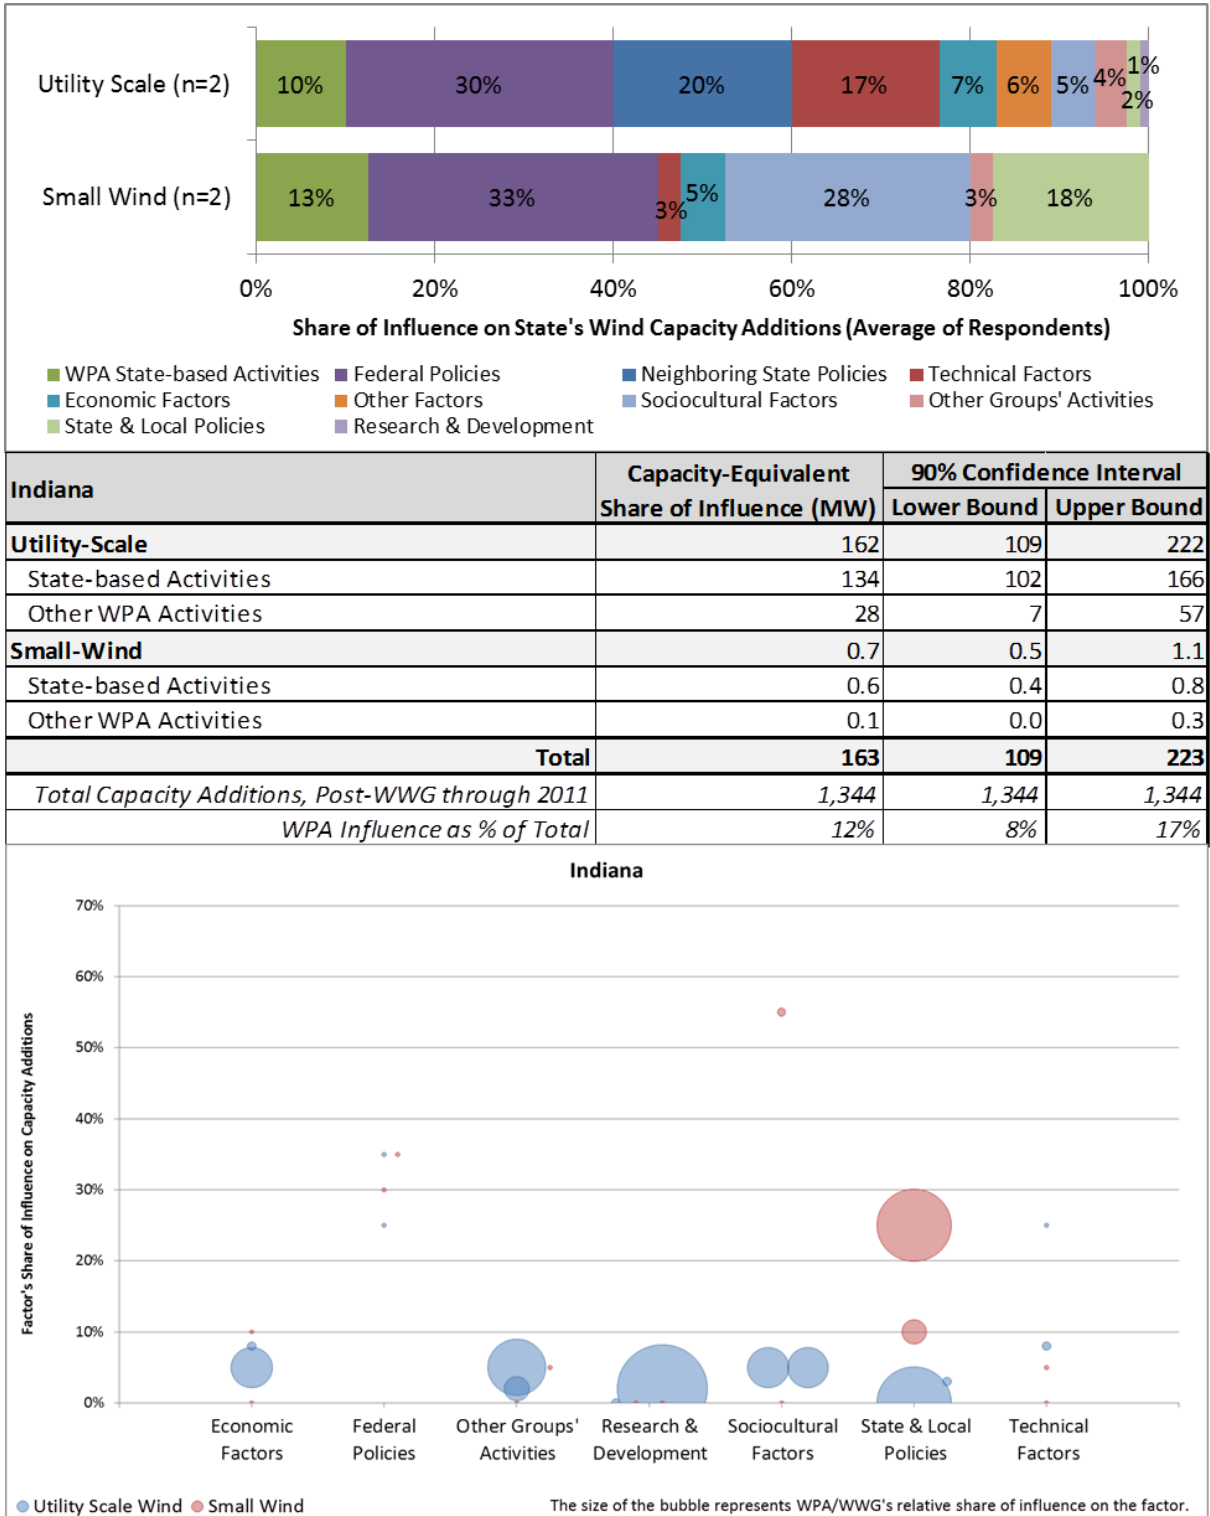 Utility Scale (n=2)
10% 30% 20% 17% 7% 6% 5% 4% 1%
2%
Small Wind (n=2)
13% 33% 3% 5% 28% 3% 18%
0% 20% 40% 60% 80% 100%
Share of Influence on State's Wind Capacity Additions (Average of Respondents)
WPA State-based Activities Federal Policies Neighboring State Policies Technical Factors
Economic Factors Other Factors Sociocultural Factors Other Groups' Activities
State & Local Policies Research & Development
Indiana Capacity-Equivalent Share of Influence (MW) 90% Confidence Interval
Lower Bound Upper Bound
Utility-Scale 162 109 222
State-based Activities 134 102 166
Other WPA Activities 28 7 57
Small-Wind 0.7 0.5 1.1
State-based Activities 0.6 0.4 0.8
Other WPA Activities 0.1 0.0 0.3
Total 163 109 223
Total Capacity Additions, Post-WWG through 2011 1,344 1,344 1,344
WPA Influence as % of Total 12% 8% 17%
Indiana
Factor's Share of Influence on Capacity Additions
70%
60%
50%
40%
30%
20%
10%
0%
Economic Federal Other Groups' Research & Sociocultural State & Local Technical
Factors Policies Activities Development Factors Policies Factors
Utility Scale Wind Small Wind The size of the bubble represents WPA/WWG's relative share of influence on the factor.